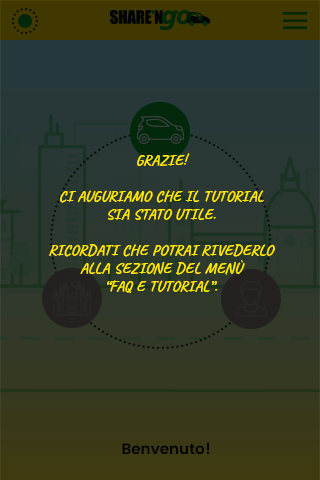 SHARE'NGO
GRAZIE!
CI AUGURIAMO CHE IL TUTORIAL
SIA STATO UTILE.
RICORDATI CHE POTRAI RIVEDERLO
ALLA SEZIONE DEL MENÙ
"FAQ E TUTORIAL".
Benvenuto!